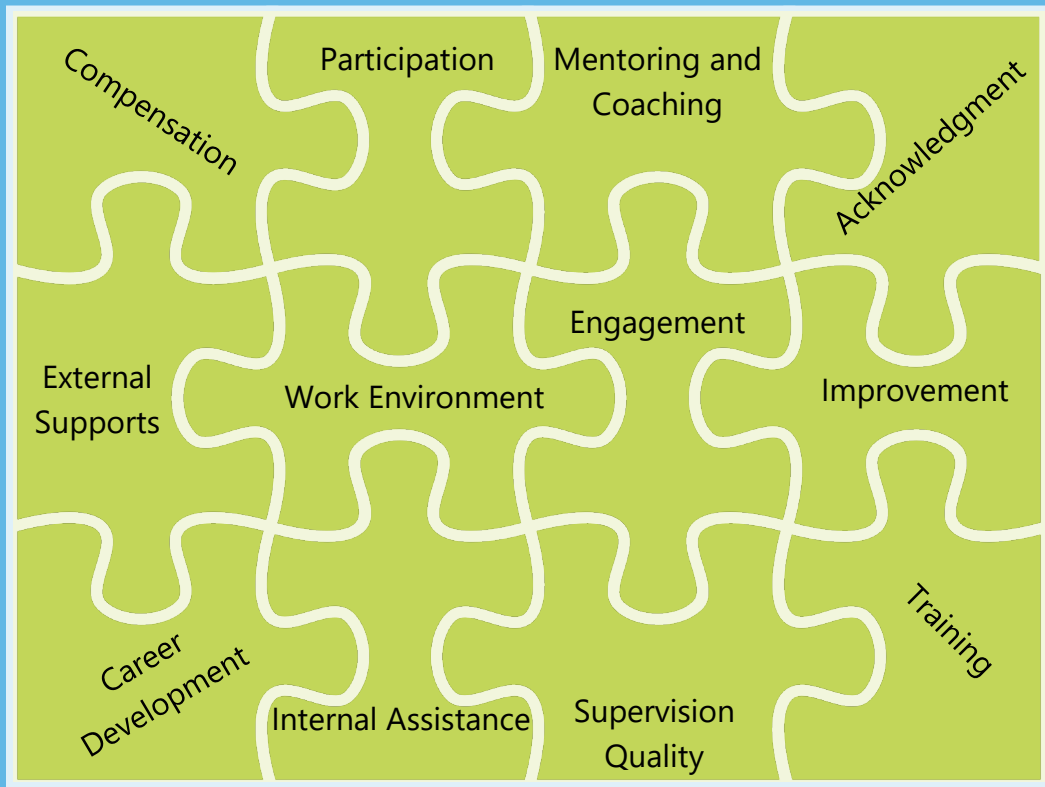 Compensation
Participation
Mentoring and
Coaching
Acknowledgment
External
Supports
Work Environment
Engagement
Improvement
Career
Development
Internal Assistance
Supervision
Quality
Training